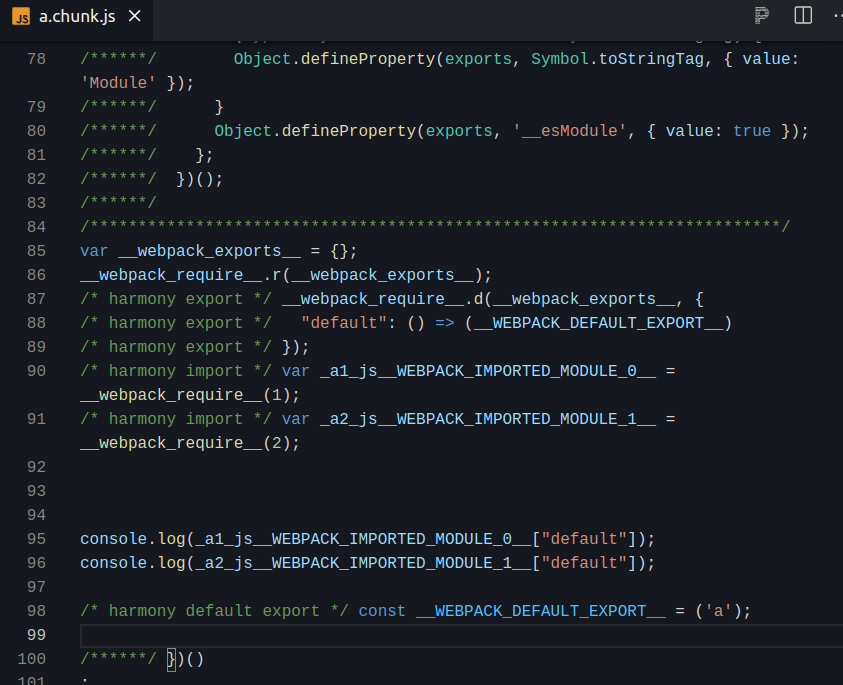 JS a.chunk.js
78 /******/ Object.defineProperty(exports, Symbol.toStringTag, { value:
'Module' });
79 /******/ }
80 /******/ Object.defineProperty(exports, '__esModule', { value: true });
81 /******/ };
82 /******/ })();
83 /******/
84 /************************************************************************/
85 var __webpack_exports__ = {};
86 __webpack_require__.r(__webpack_exports__);
87 /* harmony export */ __webpack_require__.d(__webpack_exports__, {
88 /* harmony export */ "default": () => (__WEBPACK_DEFAULT_EXPORT__)
89 /* harmony export */ });
90 /* harmony import */ var _a1_js__WEBPACK_IMPORTED_MODULE_0__ =
__webpack_require__(1);
91 /* harmony import */ var _a2_js__WEBPACK_IMPORTED_MODULE_1__ =
__webpack_require__(2);
92
93
94
95 console.log(_a1_js__WEBPACK_IMPORTED_MODULE_0__["default"]);
96 console.log(_a2_js__WEBPACK_IMPORTED_MODULE_1__["default"]);
97
98 /* harmony default export */ const __WEBPACK_DEFAULT_EXPORT__ = ('a');
99
100 /******/ })()
101 ;